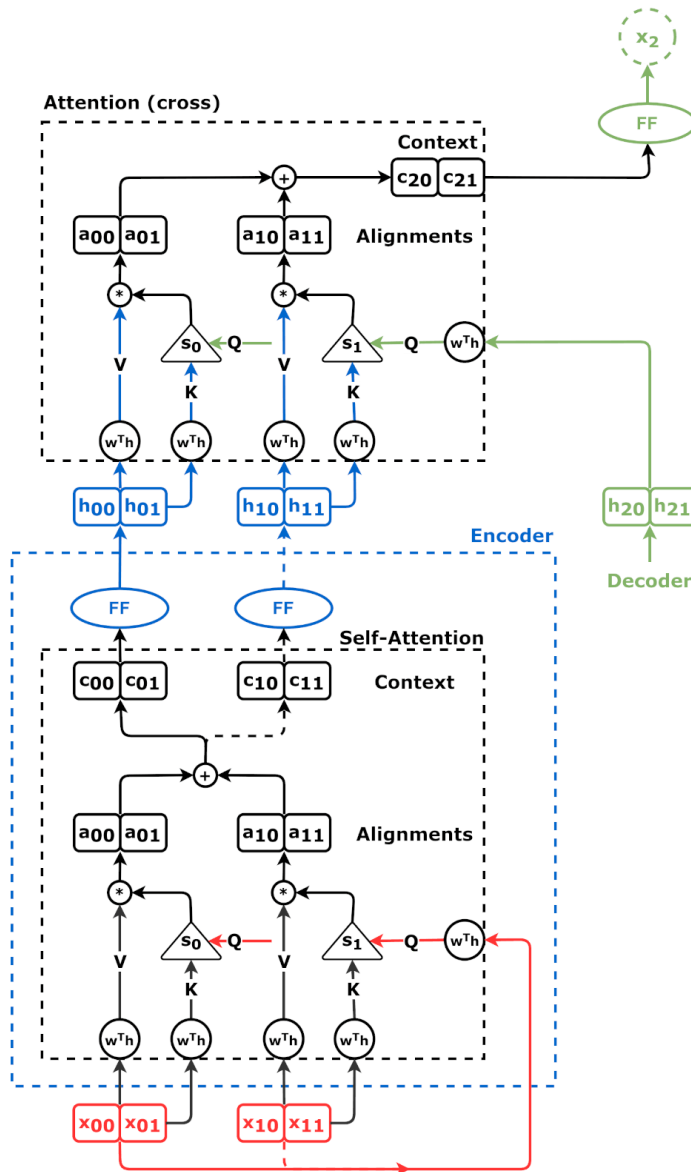 x2
FF
Attention (cross)
Context
c20 c21
+
a00 a01 a10 a11 Alignments
* *
s0 Q s1 Q wTh
V V
K K
wTh wTh wTh wTh
h00 h01 h10 h11 h20 h21
Encoder
Decoder
FF FF
Self-Attention
c00 c01 c10 c11 Context
+
a00 a01 a10 a11 Alignments
* *
s0 Q s1 Q wTh
V V
K K
wTh wTh wTh wTh
x00 x01 x10 x11